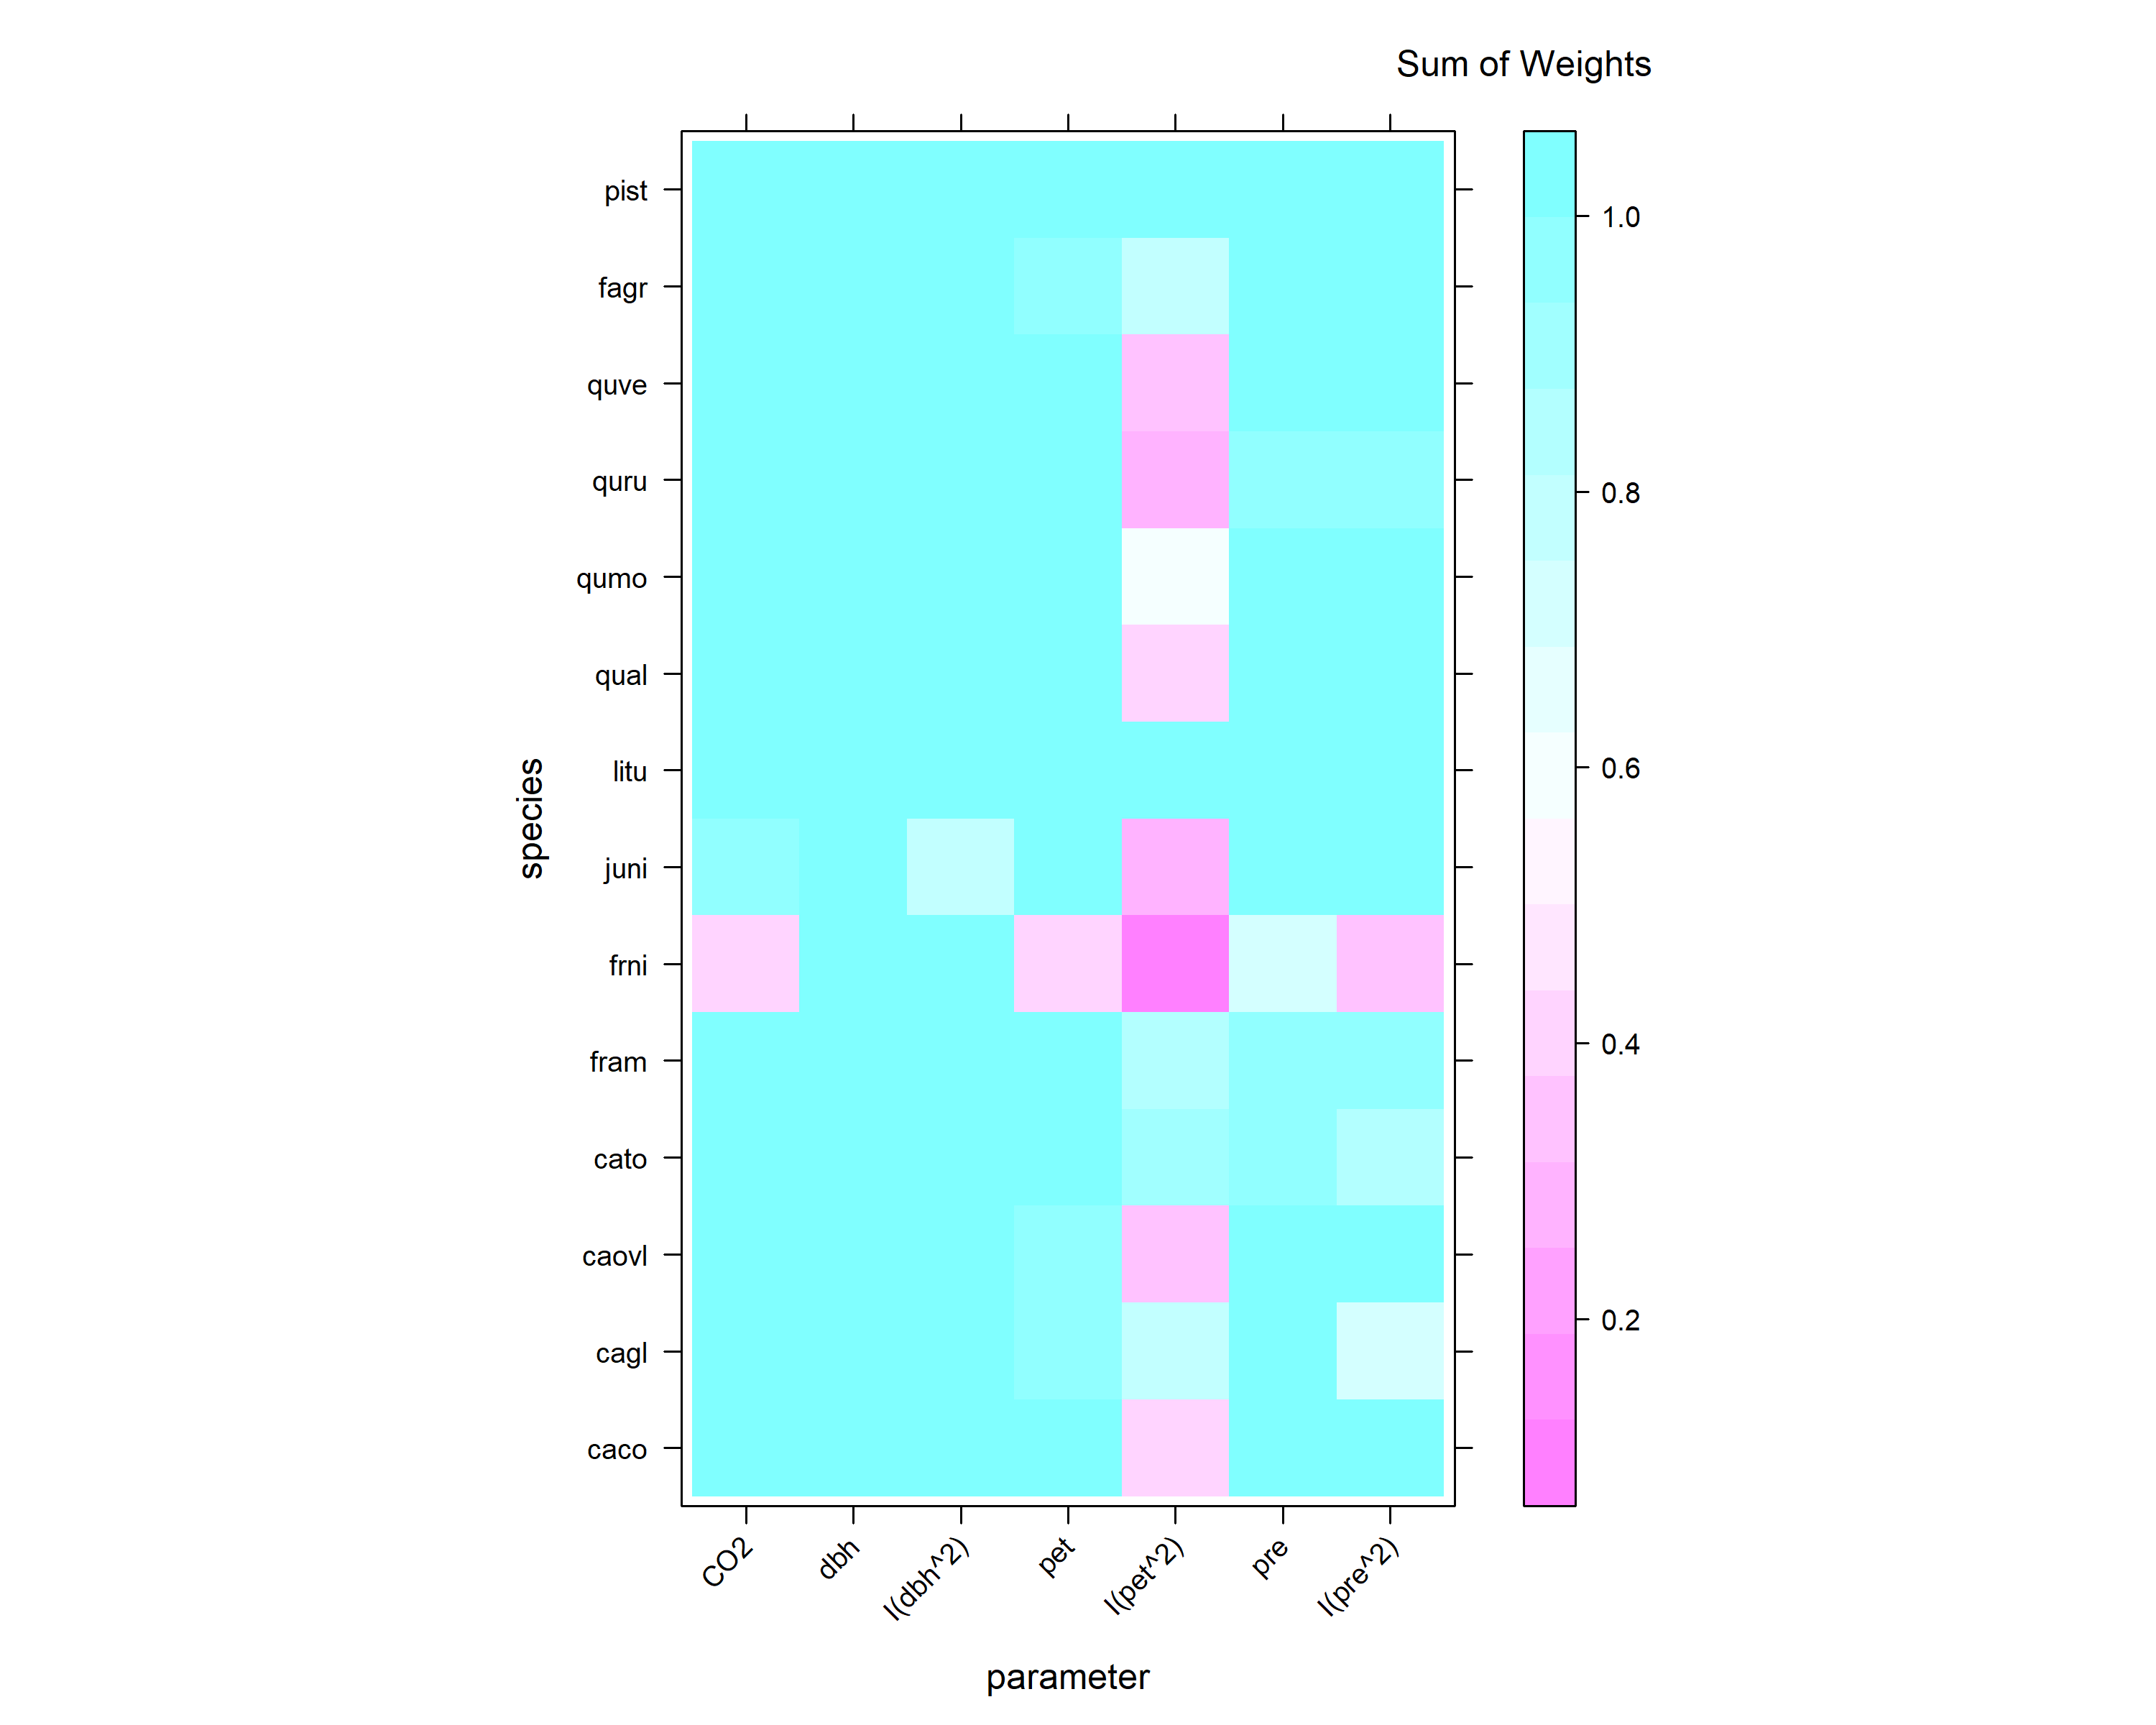 Sum of Weights
pist
fagr
quve
quru
qumo
qual
litu
juni
frni
fram
cato
caovl
cagl
caco
species
1.0
0.8
0.6
0.4
0.2
CO2
dbh
I(dbh^2)
pet
I(pet^2)
pre
I(pre^2)
parameter